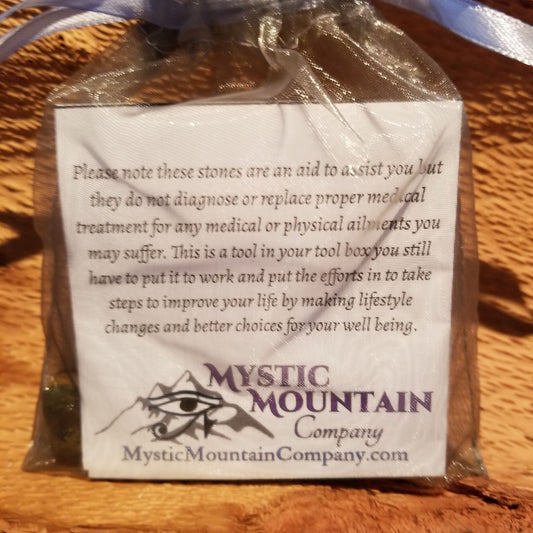 Please note these stones are an aid to assist you but
they do not diagnose or replace proper medical
treatment for any medical or physical ailments you
may suffer. This is a tool in your tool box you still
have to put it to work and put the efforts in to take
steps to improve your life by making lifestyle
changes and better choices for your well being.
Mystic
Mountain
Company
MysticMountainCompany.com